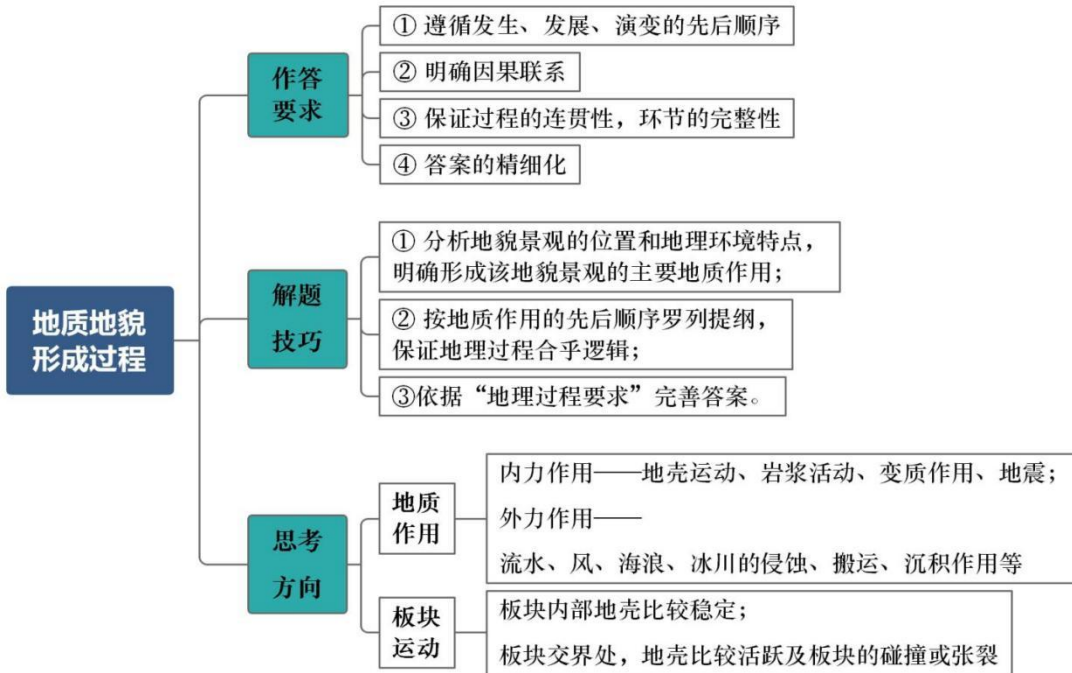 地质地貌
形成过程
作答
要求
① 遵循发生、发展、演变的先后顺序
② 明确因果联系
③ 保证过程的连贯性，环节的完整性
④ 答案的精细化
解题
技巧
① 分析地貌景观的位置和地理环境特点，
明确形成该地貌景观的主要地质作用；
② 按地质作用的先后顺序罗列提纲，
保证地理过程合乎逻辑；
③依据“地理过程要求”完善答案。
思考
方向
地质
作用
内力作用——地壳运动、岩浆活动、变质作用、地震；
外力作用——
流水、风、海浪、冰川的侵蚀、搬运、沉积作用等
板块
运动
板块内部地壳比较稳定；
板块交界处，地壳比较活跃及板块的碰撞或张裂